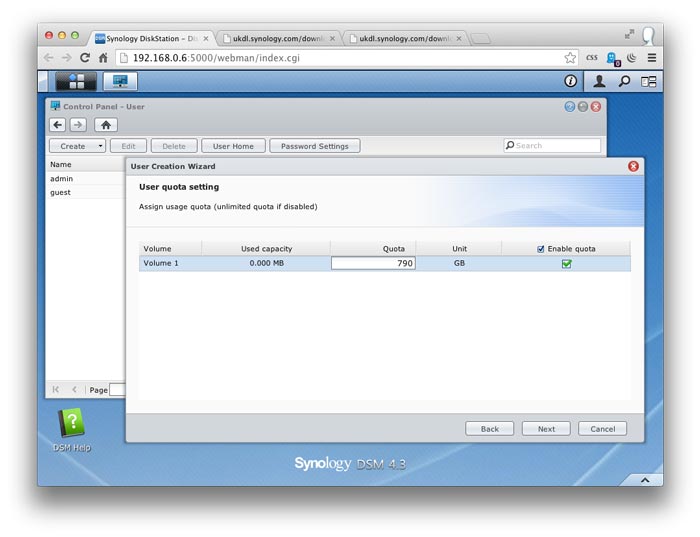 Synology DiskStation – Dis
ukdl.synology.com/downl
ukdl.synology.com/downl
192.168.0.6:5000/webman/index.cgi
CSS
0
Control Panel - User
Create
Edit
Delete
User Home
Password Settings
Search
Name
admin
guest
User Creation Wizard
User quota setting
Assign usage quota (unlimited quota if disabled)
Volume Used capacity Quota Unit Enable quota
Volume 1 0.000 MB 790 GB
Page
Back Next Cancel
DSM Help
Synology DSM 4.3